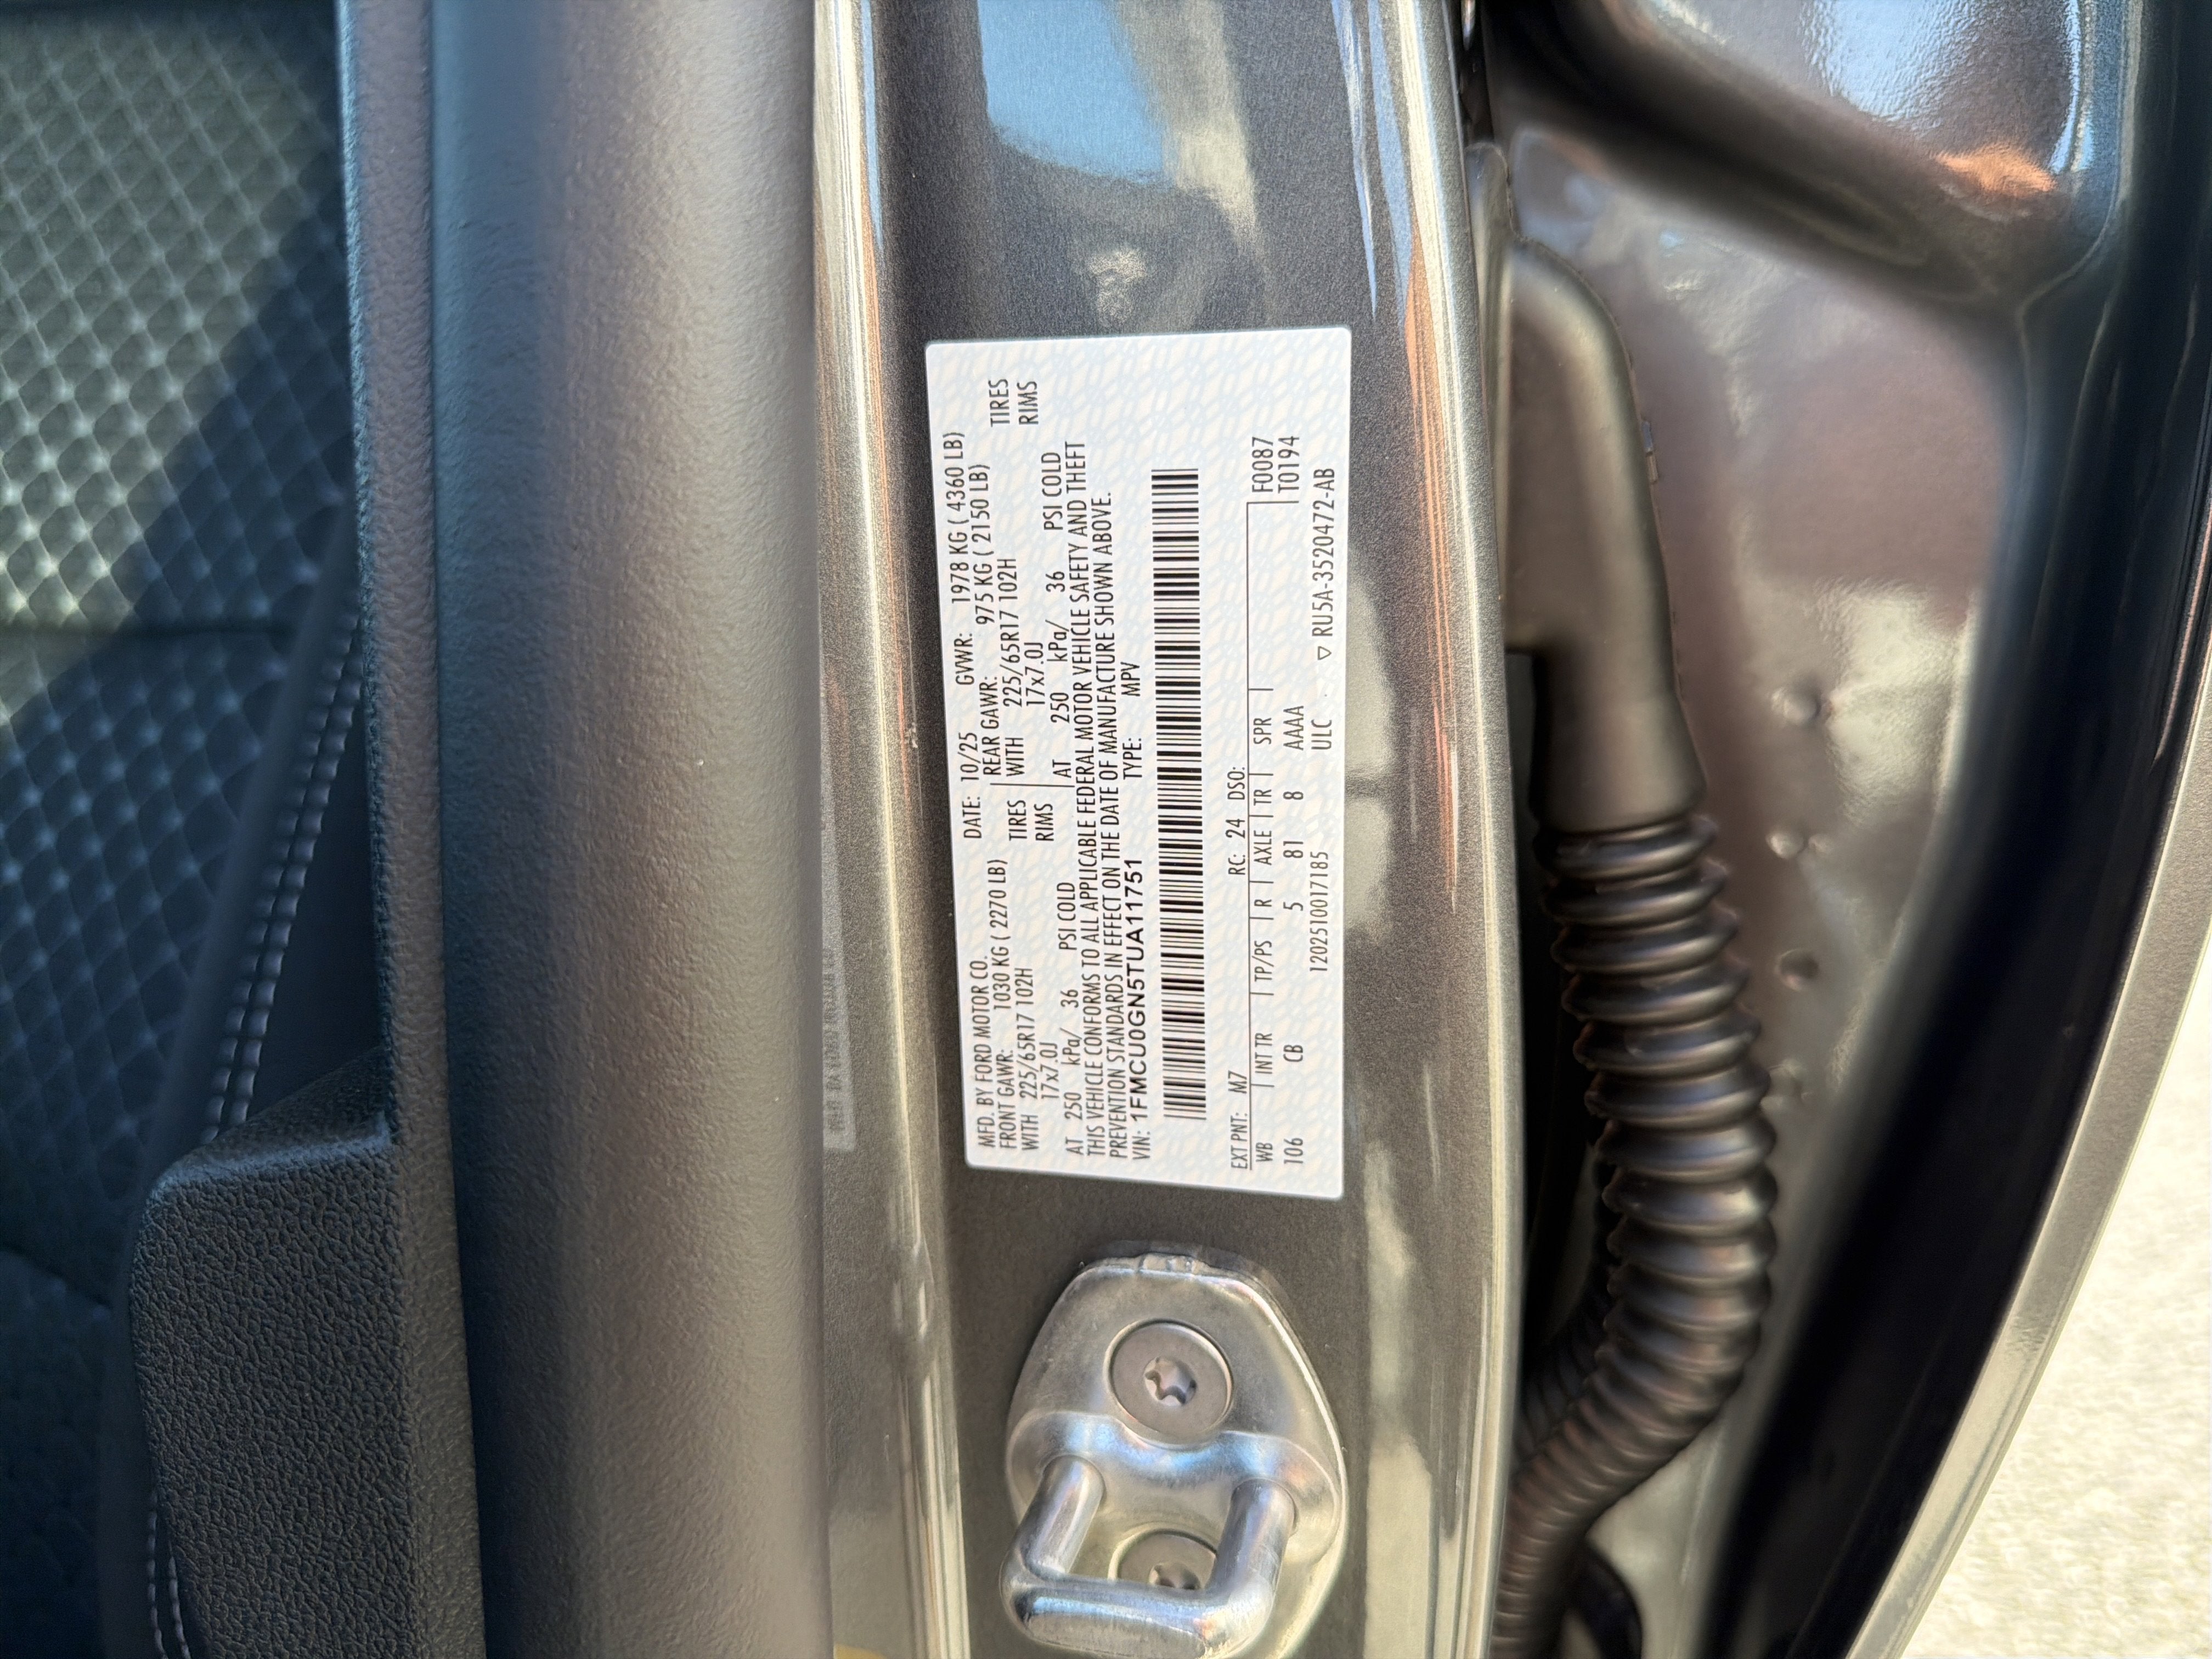 MFD. BY FORD MOTOR CO. DATE: 10/25 GVWR: 1978 KG ( 4360 LB)
FRONT GAWR: 1030 KG ( 2270 LB) REAR GAWR: 975 KG ( 2150 LB)
WITH 225/65R17 102H TIRES WITH 225/65R17 102H TIRES
17x7.0J RIMS 17x7.0J RIMS
AT 250 kPa/ 36 PSI COLD AT 250 kPa/ 36 PSI COLD
THIS VEHICLE CONFORMS TO ALL APPLICABLE FEDERAL MOTOR VEHICLE SAFETY AND THEFT
PREVENTION STANDARDS IN EFFECT ON THE DATE OF MANUFACTURE SHOWN ABOVE.
VIN: 1FMCU0GN5TUA11751 TYPE: MPV
EXT PNT: M7 RC: 24 DSO: F0087
WB INT TR TP/PS R AXLE TR SPR T0194
106 CB 5 81 8 AAAA
1202510017185 ULC ▽ RU5A-3520472-AB